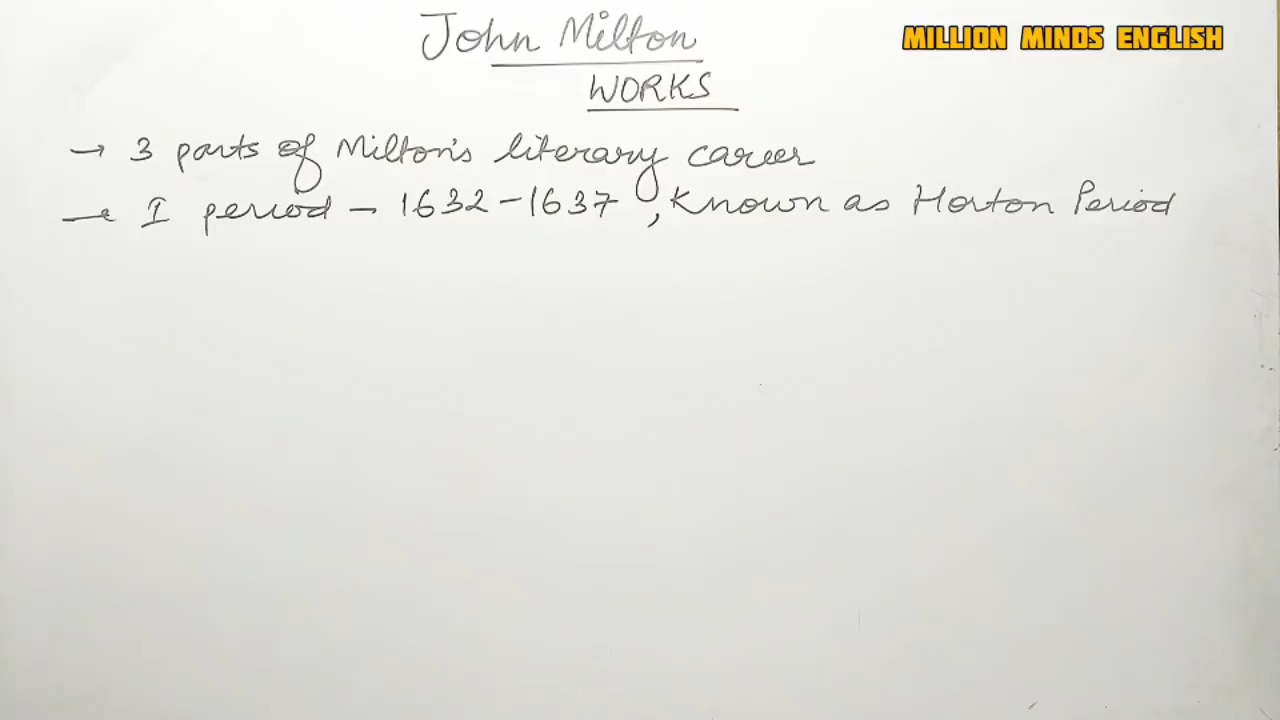 John Milton
MILLION MINDS ENGLISH
WORKS
→ 3 parts of Milton's literary career
→ I period - 1632-1637, Known as Horton Period